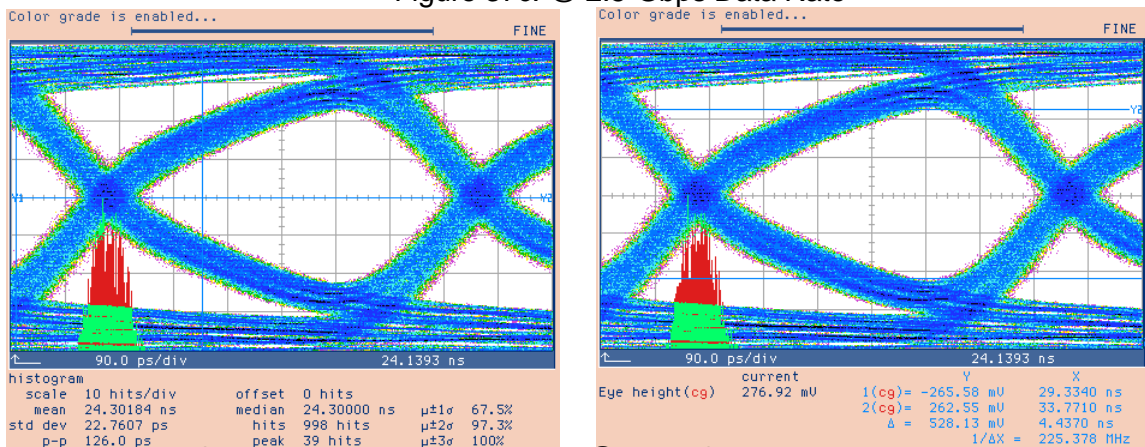 Figure 3. @ 2.5 Gbps Data Rate
Color grade is enabled...
FINE
Y1
Y2
90.0 ps/div 24.1393 ns
histogram
scale 10 hits/div offset 0 hits
mean 24.30184 ns median 24.30000 ns µ±1σ 67.5%
std dev 22.7607 ps hits 998 hits µ±2σ 97.3%
p-p 126.0 ps peak 39 hits µ±3σ 100%
Color grade is enabled...
FINE
Y2
90.0 ps/div 24.1393 ns
current Y X
Eye height(cg) 276.92 mV 1(cg)= -265.58 mV 29.3340 ns
2(cg)= 262.55 mV 33.7710 ns
Δ = 528.13 mV 4.4370 ns
1/ΔX = 225.378 MHz